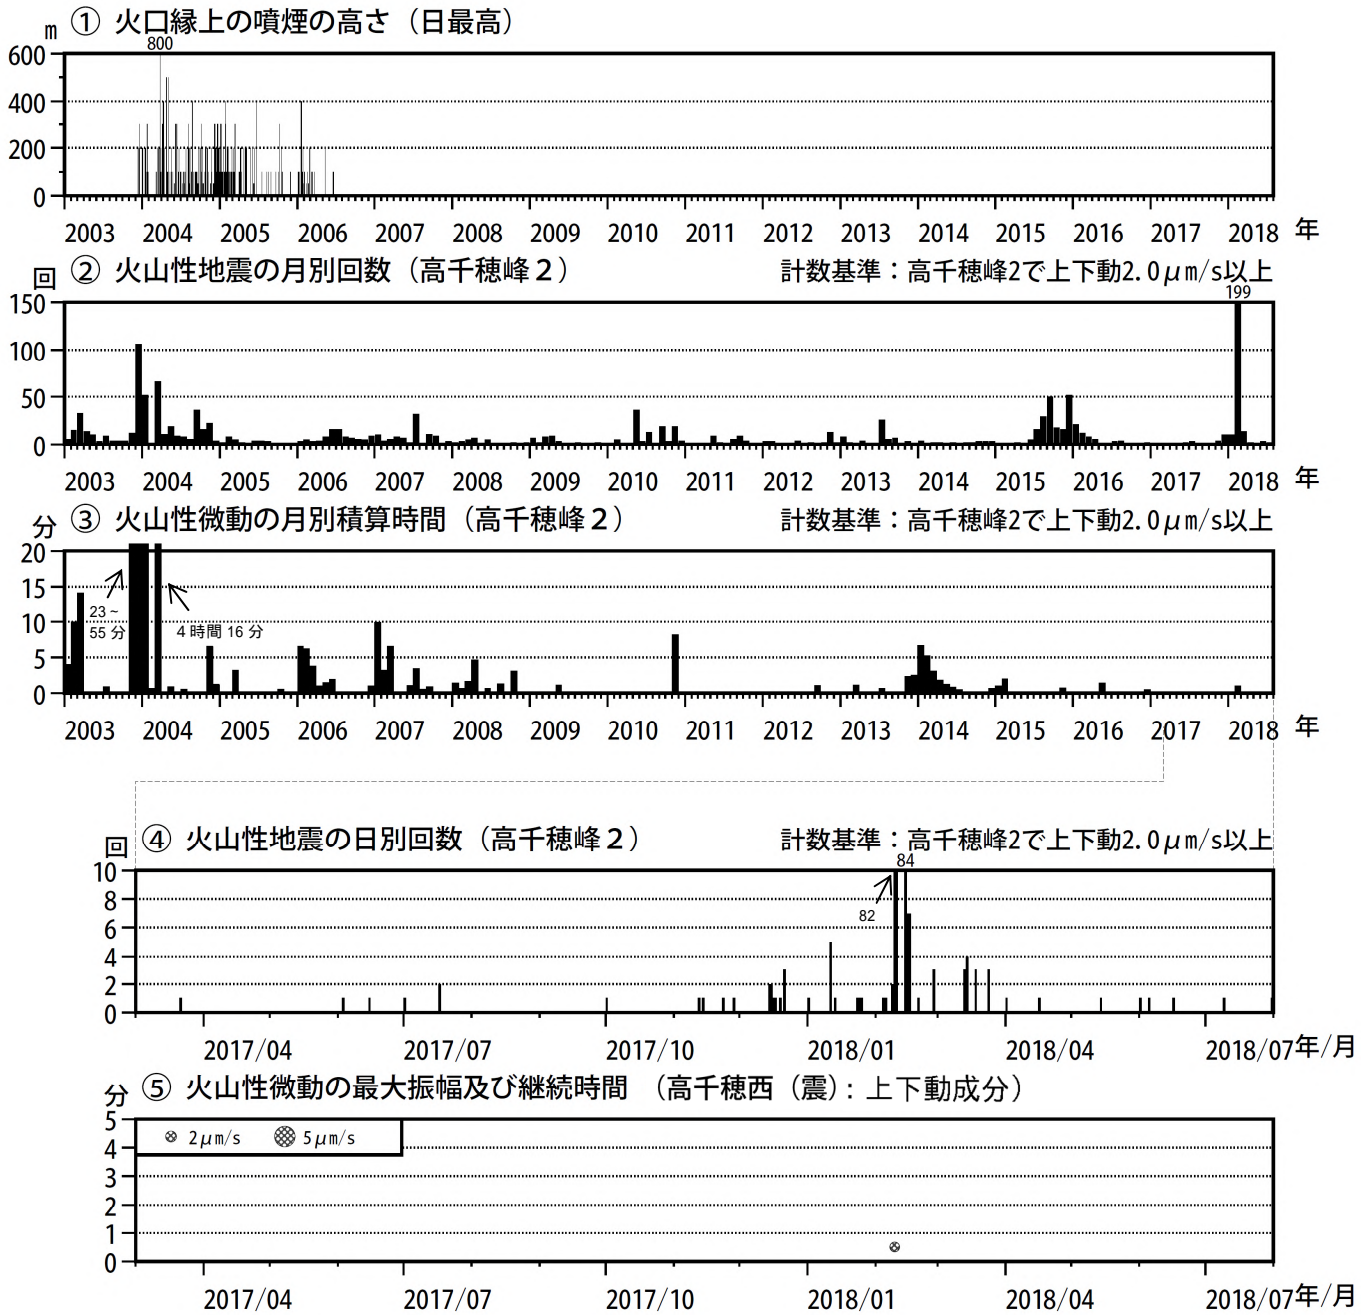 m ① 火口縁上の噴煙の高さ（日最高）
800
600
400
200
0
2003 2004 2005 2006 2007 2008 2009 2010 2011 2012 2013 2014 2015 2016 2017 2018 年
回 ② 火山性地震の月別回数（高千穂峰２） 計数基準：高千穂峰2で上下動2.0μm/s以上
199
150
100
50
0
2003 2004 2005 2006 2007 2008 2009 2010 2011 2012 2013 2014 2015 2016 2017 2018 年
分 ③ 火山性微動の月別積算時間（高千穂峰２） 計数基準：高千穂峰2で上下動2.0μm/s以上
20
15
10
5
0
23～
55 分
4 時間 16 分
2003 2004 2005 2006 2007 2008 2009 2010 2011 2012 2013 2014 2015 2016 2017 2018 年
回 ④ 火山性地震の日別回数（高千穂峰２） 計数基準：高千穂峰2で上下動2.0μm/s以上
84
82
10
8
6
4
2
0
2017/04 2017/07 2017/10 2018/01 2018/04 2018/07 年/月
分 ⑤ 火山性微動の最大振幅及び継続時間 （高千穂西（震）: 上下動成分）
5
4
3
2
1
0
2μm/s 5μm/s
2017/04 2017/07 2017/10 2018/01 2018/04 2018/07 年/月